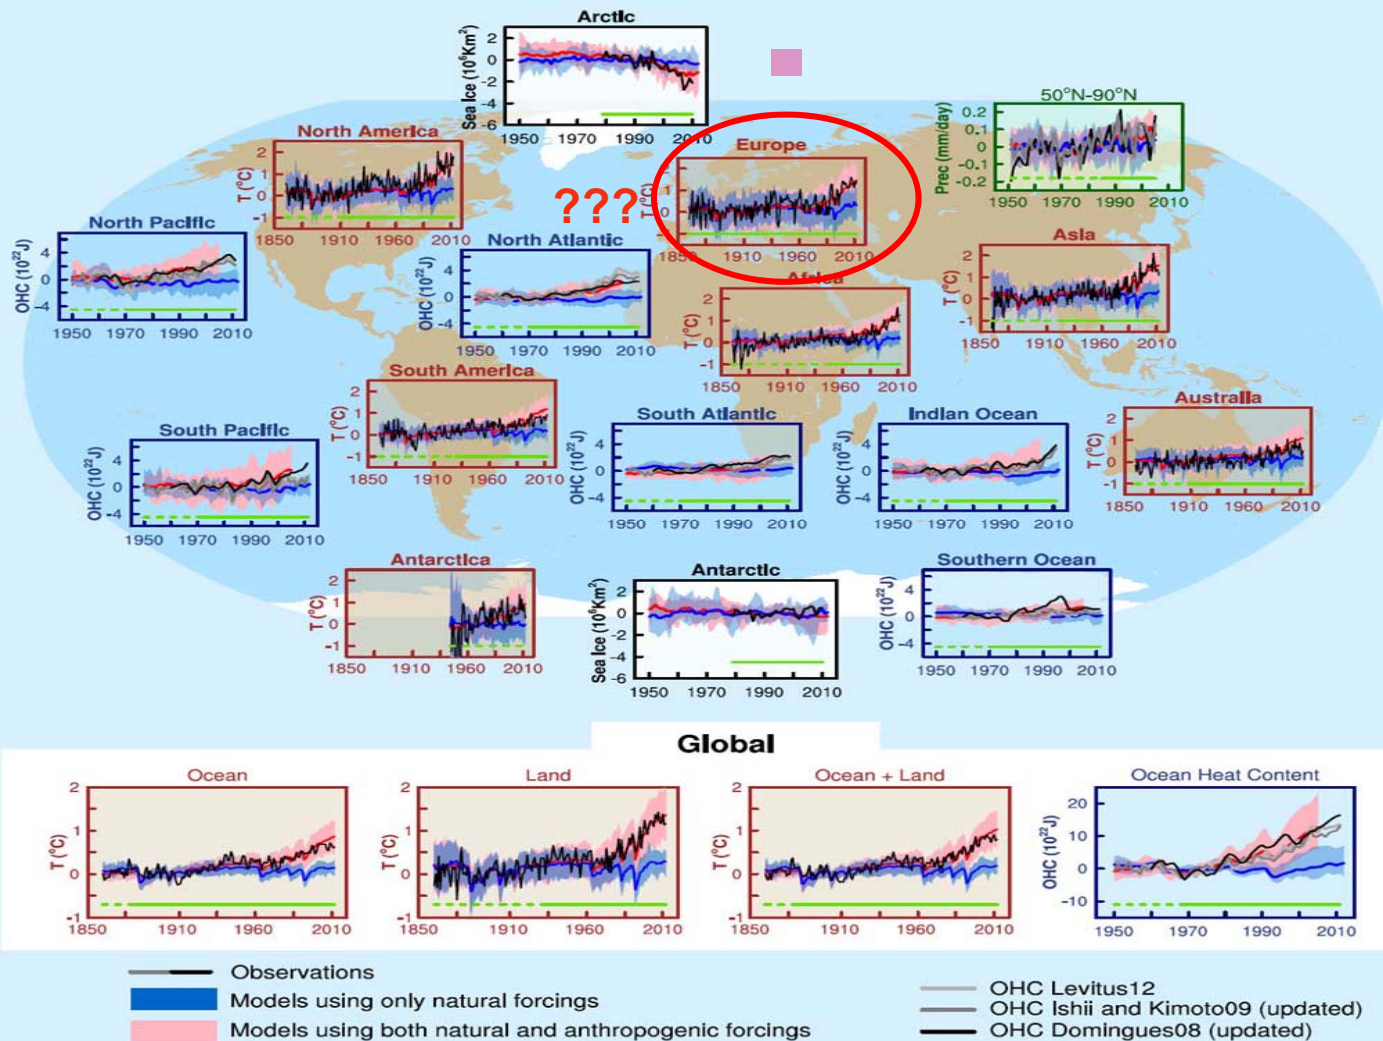 Arctic
Sea Ice (10⁶Km²)
2
0
-2
-4
-6
1950 1970 1990 2010
50°N-90°N
Prec (mm/day)
0.2
0.1
0
-0.1
-0.2
1950 1970 1990 2010
North America
T (°C)
2
1
0
-1
1850 1910 1960 2010
???
Europe
T (°C)
2
1
0
-1
1850 1910 1960 2010
North Pacific
OHC (10²²J)
4
0
-4
1950 1970 1990 2010
North Atlantic
OHC (10²²J)
4
0
-4
1950 1970 1990 2010
Africa
T (°C)
2
1
0
-1
1850 1910 1960 2010
Asia
T (°C)
2
1
0
-1
1850 1910 1960 2010
South America
T (°C)
2
1
0
-1
1850 1910 1960 2010
South Pacific
OHC (10²²J)
4
0
-4
1950 1970 1990 2010
South Atlantic
OHC (10²²J)
4
0
-4
1950 1970 1990 2010
Indian Ocean
OHC (10²²J)
4
0
-4
1950 1970 1990 2010
Australia
T (°C)
2
1
0
-1
1850 1910 1960 2010
Antarctica
T (°C)
2
1
0
-1
1850 1910 1960 2010
Antarctic
Sea Ice (10⁶Km²)
2
0
-2
-4
-6
1950 1970 1990 2010
Southern Ocean
OHC (10²²J)
4
0
-4
1950 1970 1990 2010
Global
Ocean
T (°C)
2
1
0
-1
1850 1910 1960 2010
Land
T (°C)
2
1
0
-1
1850 1910 1960 2010
Ocean + Land
T (°C)
2
1
0
-1
1850 1910 1960 2010
Ocean Heat Content
OHC (10²²J)
20
10
0
-10
1950 1970 1990 2010
Observations
Models using only natural forcings
Models using both natural and anthropogenic forcings
OHC Levitus12
OHC Ishii and Kimoto09 (updated)
OHC Domingues08 (updated)